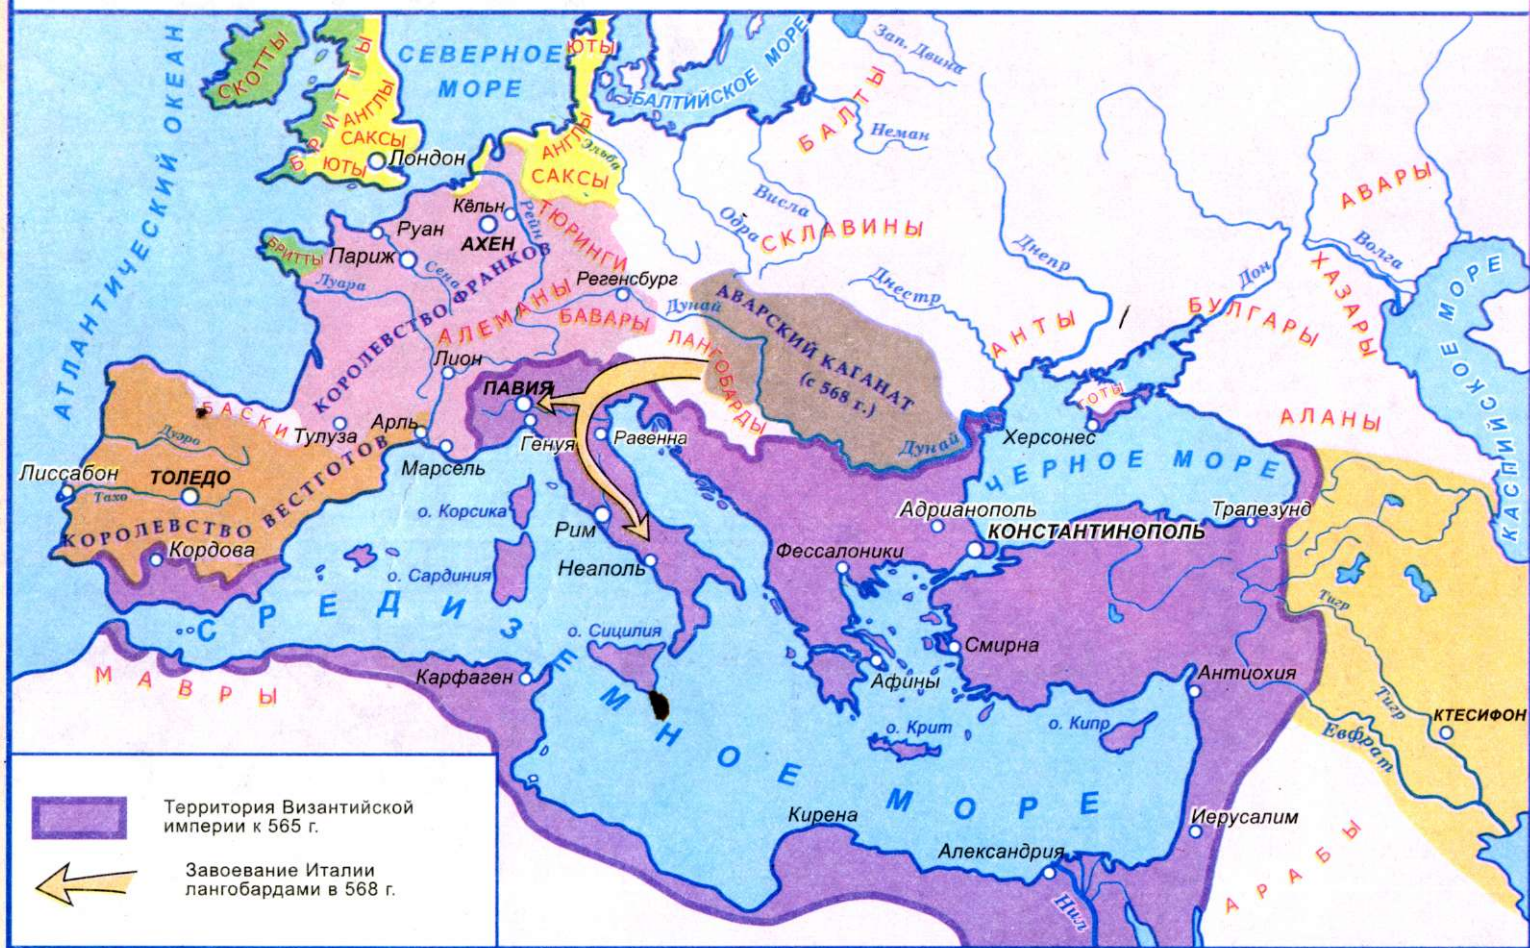 АТЛАНТИЧЕСКИЙ ОКЕАН
СКОТТЫ
БРИТТЫ
АНГЛЫ
САКСЫ
ЮТЫ
Лондон
СЕВЕРНОЕ
МОРЕ
ЮТЫ
БАЛТИЙСКОЕ МОРЕ
Зап. Двина
БАЛТЫ
Неман
АНГЛЫ
САКСЫ
Эльба
Висла
Одра
СКЛАВИНЫ
Днепр
Днестр
Дон
АВАРЫ
Волга
ХАЗАРЫ
БУЛГАРЫ
АНТЫ
КАСПИЙСКОЕ МОРЕ
Кёльн
Рейн
АХЕН
Руан
Париж
Сена
БРИТТЫ
Луара
ТЮРИНГИ
КОРОЛЕВСТВО ФРАНКОВ
АЛЕМАНЫ
Регенсбург
БАВАРЫ
Дунай
ЛАНГОБАРДЫ
АВАРСКИЙ КАГАНАТ
(с 568 г.)
Дунай
Лион
ПАВИЯ
Генуя
Равенна
Арль
Тулуза
Марсель
БАСКИ
Дуэро
Лиссабон
Тахо
ТОЛЕДО
КОРОЛЕВСТВО ВЕСТГОТОВ
Кордова
о. Корсика
о. Сардиния
Рим
Неаполь
о. Сицилия
ГОТЫ
Херсонес
ЧЕРНОЕ МОРЕ
АЛАНЫ
Адрианополь
КОНСТАНТИНОПОЛЬ
Трапезунд
Фессалоники
Смирна
Афины
о. Крит
о. Кипр
Антиохия
Тигр
Тигр
Евфрат
КТЕСИФОН
СРЕДИЗЕМНОЕ МОРЕ
МАВРЫ
Карфаген
Кирена
Александрия
Нил
Иерусалим
АРАБЫ
Территория Византийской
империи к 565 г.
Завоевание Италии
лангобардами в 568 г.